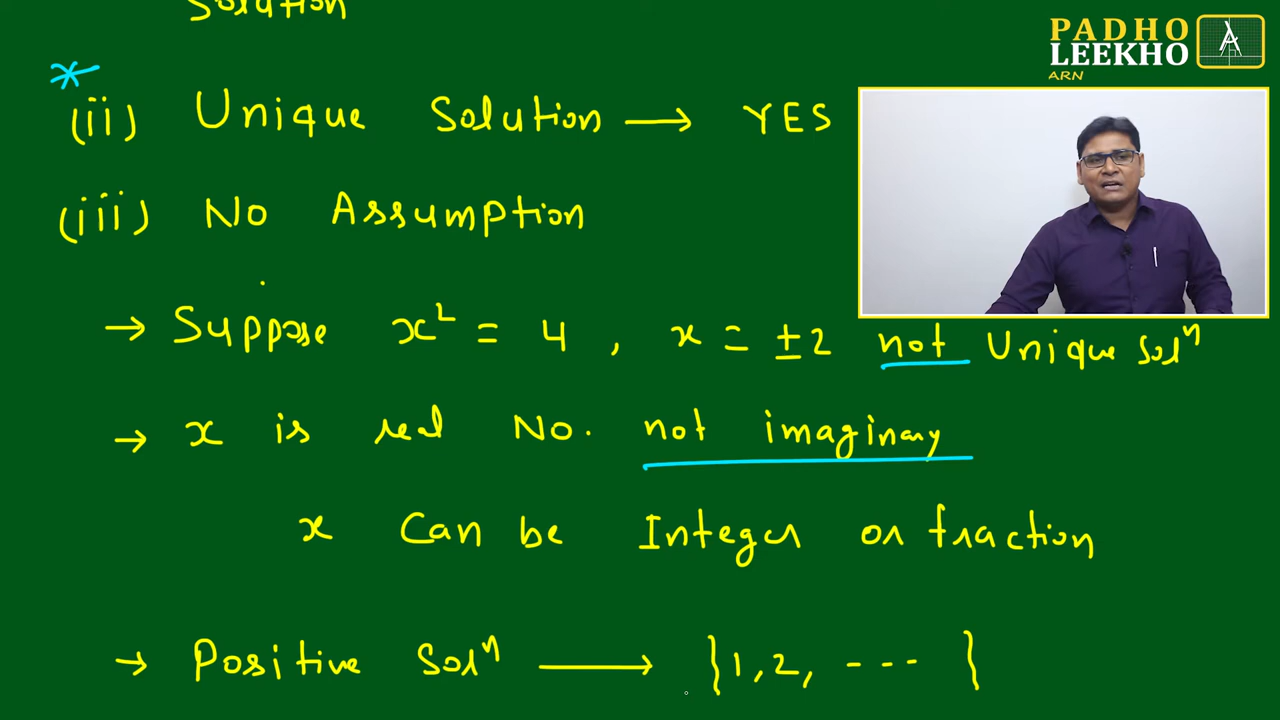 Solution
PADHO
LEEKHO
ARN
(ii) Unique Solution → YES
(iii) No Assumption
→ Suppose x² = 4 , x = ±2 not Unique Solⁿ
→ x is real No. not imaginary
x Can be Integer or fraction
→ Positive Solⁿ → {1, 2, --- }